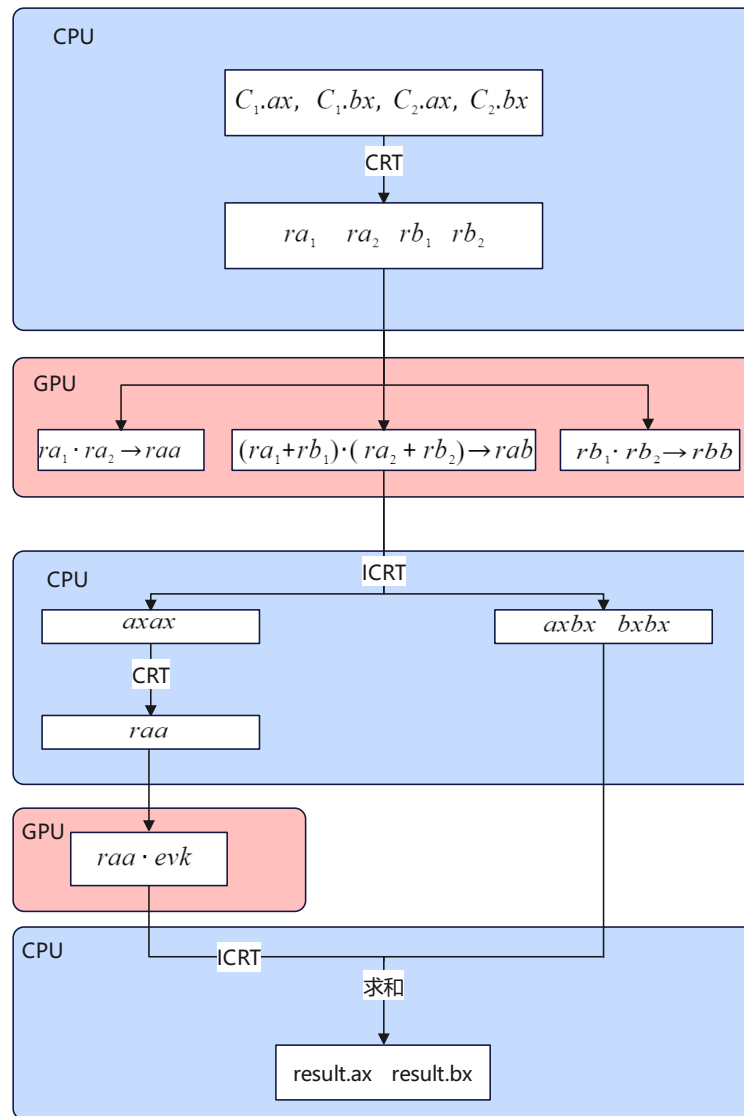 CPU
C₁.ax, C₁.bx, C₂.ax, C₂.bx
CRT
ra₁ ra₂ rb₁ rb₂
GPU
ra₁·ra₂→raa
(ra₁+rb₁)·(ra₂+rb₂)→rab
rb₁·rb₂→rbb
CPU
ICRT
axax
axbx bxbx
CRT
raa
GPU
raa·evk
CPU
ICRT
求和
result.ax result.bx